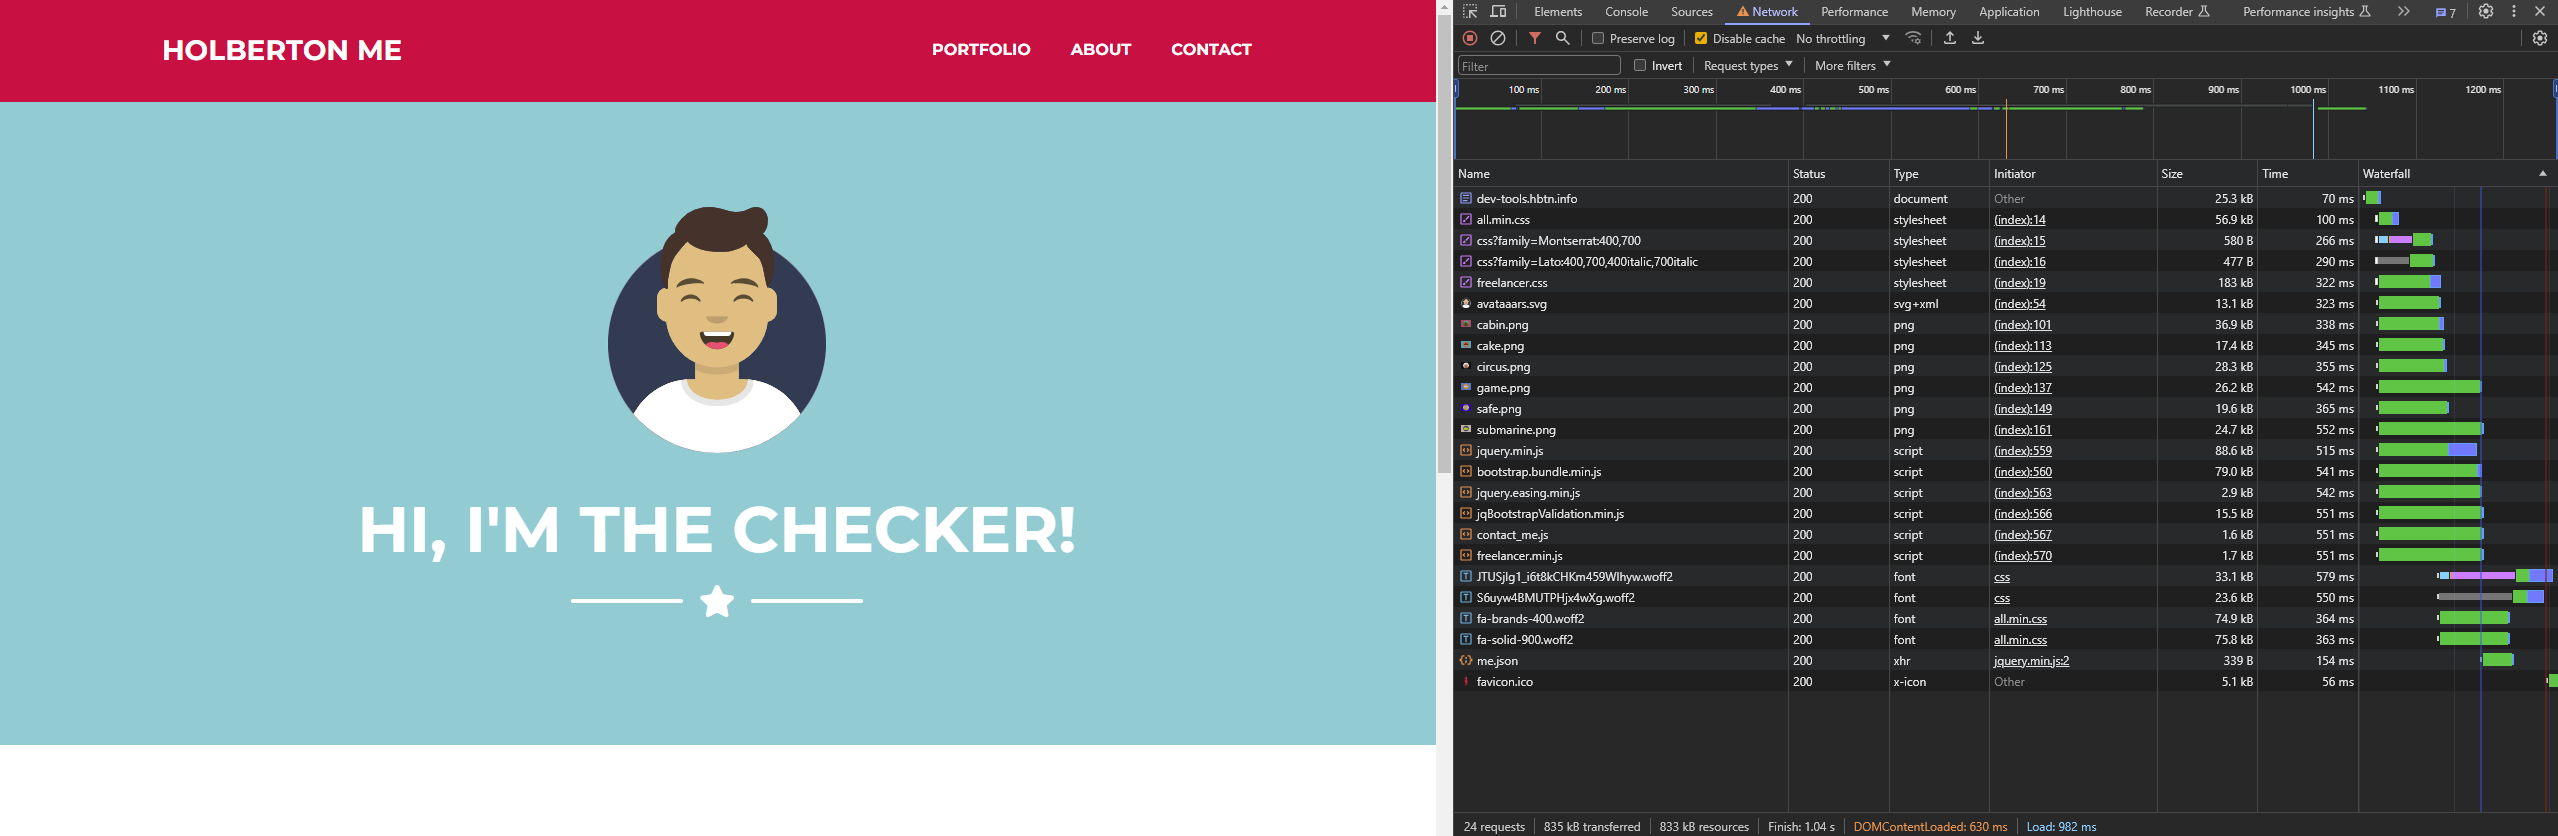 HOLBERTON ME
PORTFOLIO ABOUT CONTACT
HI, I'M THE CHECKER!
Elements Console Sources Network Performance Memory Application Lighthouse Recorder Performance insights 7
Preserve log Disable cache No throttling
Filter Invert Request types More filters
100 ms 200 ms 300 ms 400 ms 500 ms 600 ms 700 ms 800 ms 900 ms 1000 ms 1100 ms 1200 ms
Name Status Type Initiator Size Time Waterfall
dev-tools.hbtn.info 200 document Other 25.3 kB 70 ms
all.min.css 200 stylesheet (index):14 56.9 kB 100 ms
css?family=Montserrat:400,700 200 stylesheet (index):15 580 B 266 ms
css?family=Lato:400,700,400italic,700italic 200 stylesheet (index):16 477 B 290 ms
freelancer.css 200 stylesheet (index):19 183 kB 322 ms
avataaars.svg 200 svg+xml (index):54 13.1 kB 323 ms
cabin.png 200 png (index):101 36.9 kB 338 ms
cake.png 200 png (index):113 17.4 kB 345 ms
circus.png 200 png (index):125 28.3 kB 355 ms
game.png 200 png (index):137 26.2 kB 542 ms
safe.png 200 png (index):149 19.6 kB 365 ms
submarine.png 200 png (index):161 24.7 kB 552 ms
jquery.min.js 200 script (index):559 88.6 kB 515 ms
bootstrap.bundle.min.js 200 script (index):560 79.0 kB 541 ms
jquery.easing.min.js 200 script (index):563 2.9 kB 542 ms
jqBootstrapValidation.min.js 200 script (index):566 15.5 kB 551 ms
contact_me.js 200 script (index):567 1.6 kB 551 ms
freelancer.min.js 200 script (index):570 1.7 kB 551 ms
JTUSjIg1_i6t8kCHKm459Wlhyw.woff2 200 font css 33.1 kB 579 ms
S6uyw4BMUTPHjx4wXg.woff2 200 font css 23.6 kB 550 ms
fa-brands-400.woff2 200 font all.min.css 74.9 kB 364 ms
fa-solid-900.woff2 200 font all.min.css 75.8 kB 363 ms
me.json 200 xhr jquery.min.js:2 339 B 154 ms
favicon.ico 200 x-icon Other 5.1 kB 56 ms
24 requests 835 kB transferred 833 kB resources Finish: 1.04 s DOMContentLoaded: 630 ms Load: 982 ms